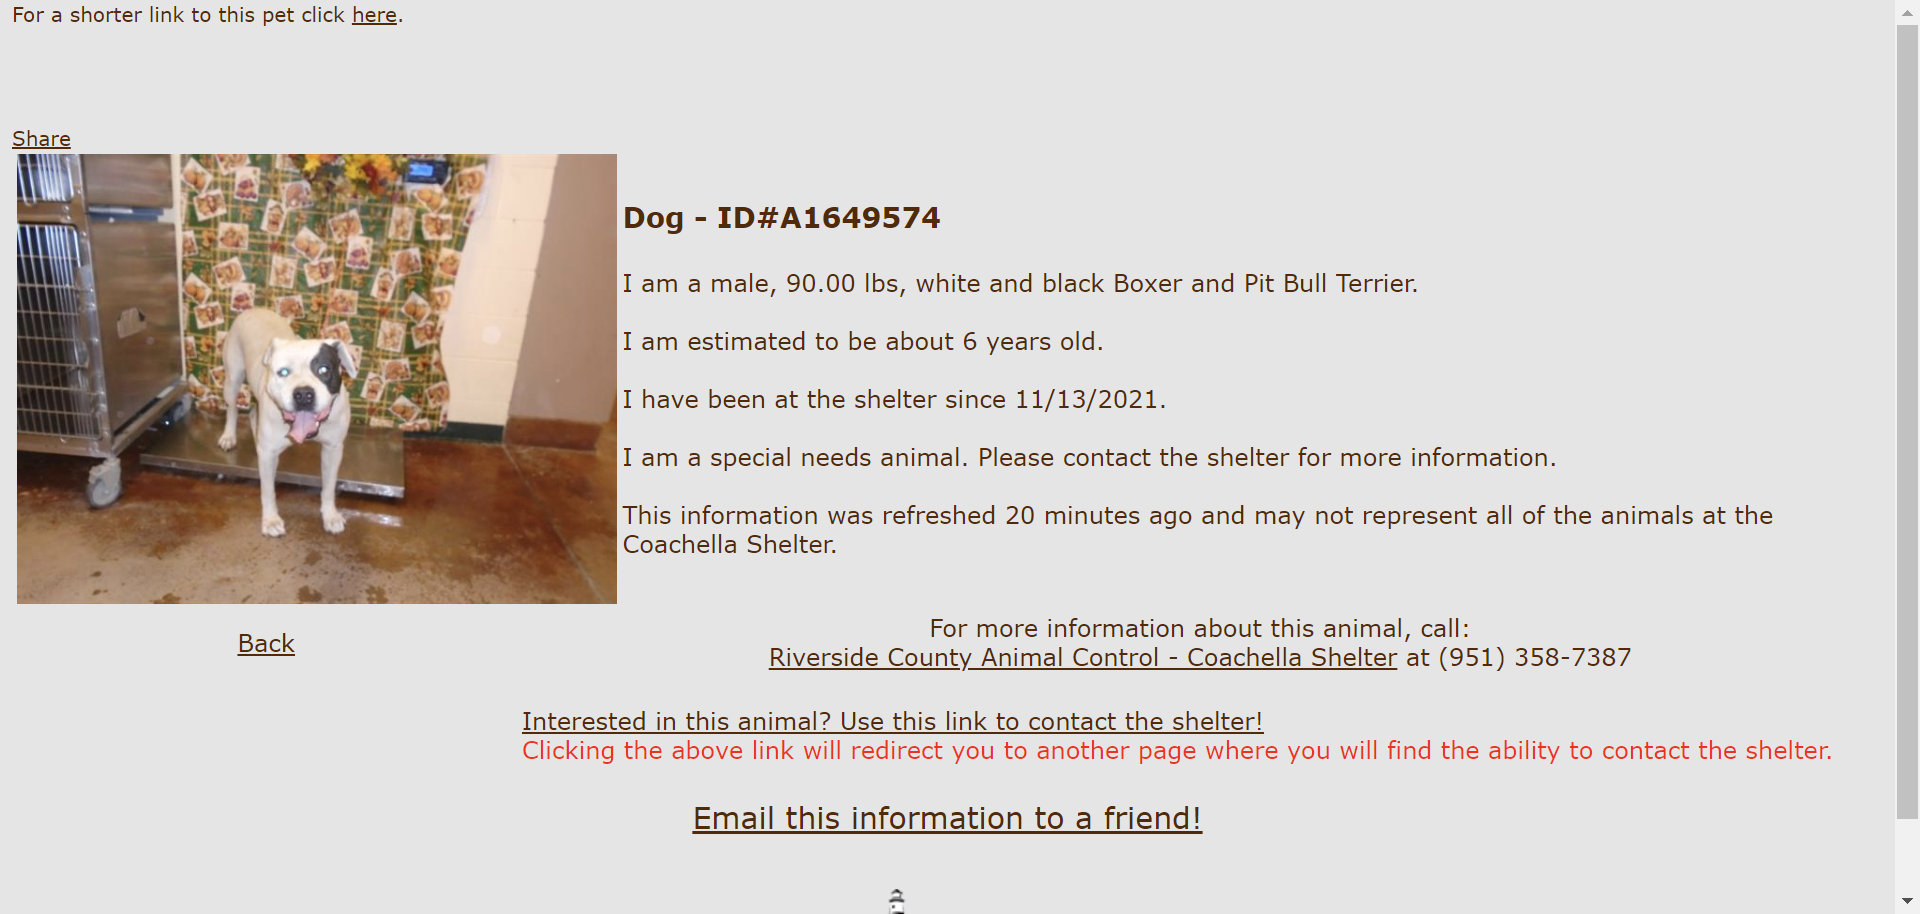 For a shorter link to this pet click here.
Share
Dog - ID#A1649574
I am a male, 90.00 lbs, white and black Boxer and Pit Bull Terrier.
I am estimated to be about 6 years old.
I have been at the shelter since 11/13/2021.
I am a special needs animal. Please contact the shelter for more information.
This information was refreshed 20 minutes ago and may not represent all of the animals at the
Coachella Shelter.
Back
For more information about this animal, call:
Riverside County Animal Control - Coachella Shelter at (951) 358-7387
Interested in this animal? Use this link to contact the shelter!
Clicking the above link will redirect you to another page where you will find the ability to contact the shelter.
Email this information to a friend!